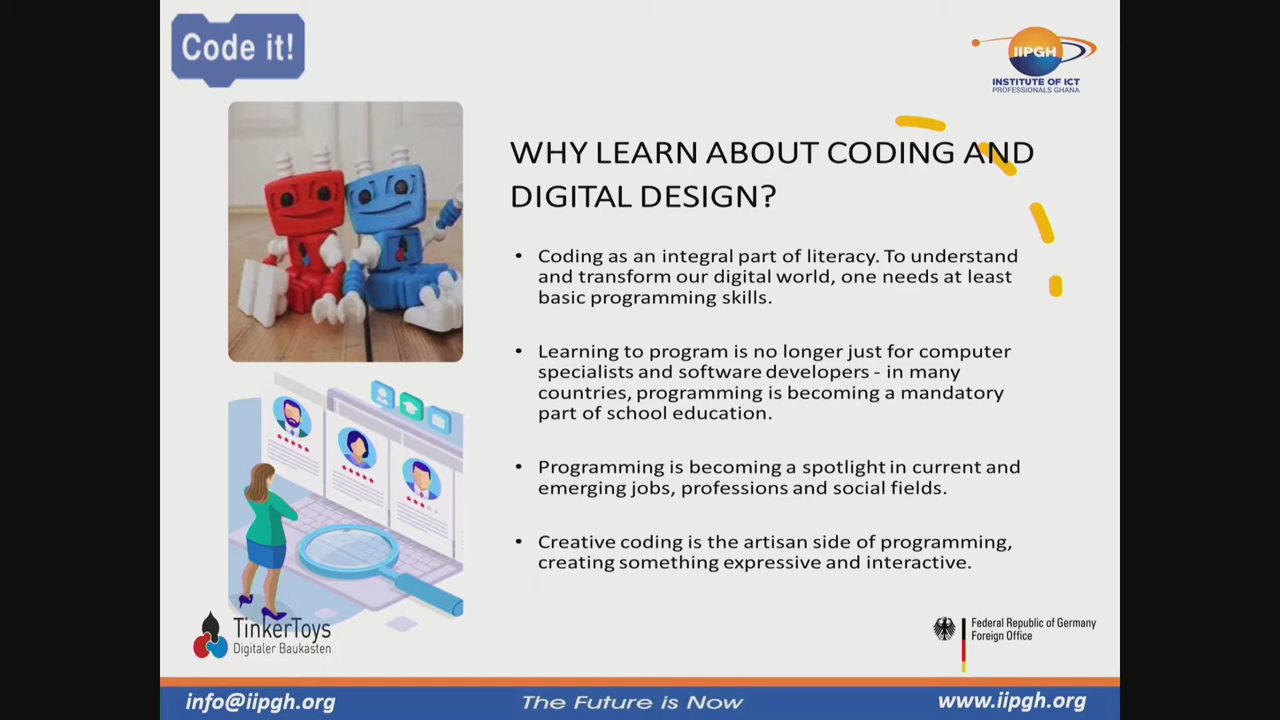 Code it!
IIPGH
INSTITUTE OF ICT
PROFESSIONALS GHANA
WHY LEARN ABOUT CODING AND
DIGITAL DESIGN?
• Coding as an integral part of literacy. To understand
and transform our digital world, one needs at least
basic programming skills.
• Learning to program is no longer just for computer
specialists and software developers - in many
countries, programming is becoming a mandatory
part of school education.
• Programming is becoming a spotlight in current and
emerging jobs, professions and social fields.
• Creative coding is the artisan side of programming,
creating something expressive and interactive.
TinkerToys
Digitaler Baukasten
Federal Republic of Germany
Foreign Office
info@iipgh.org
The Future is Now
www.iipgh.org